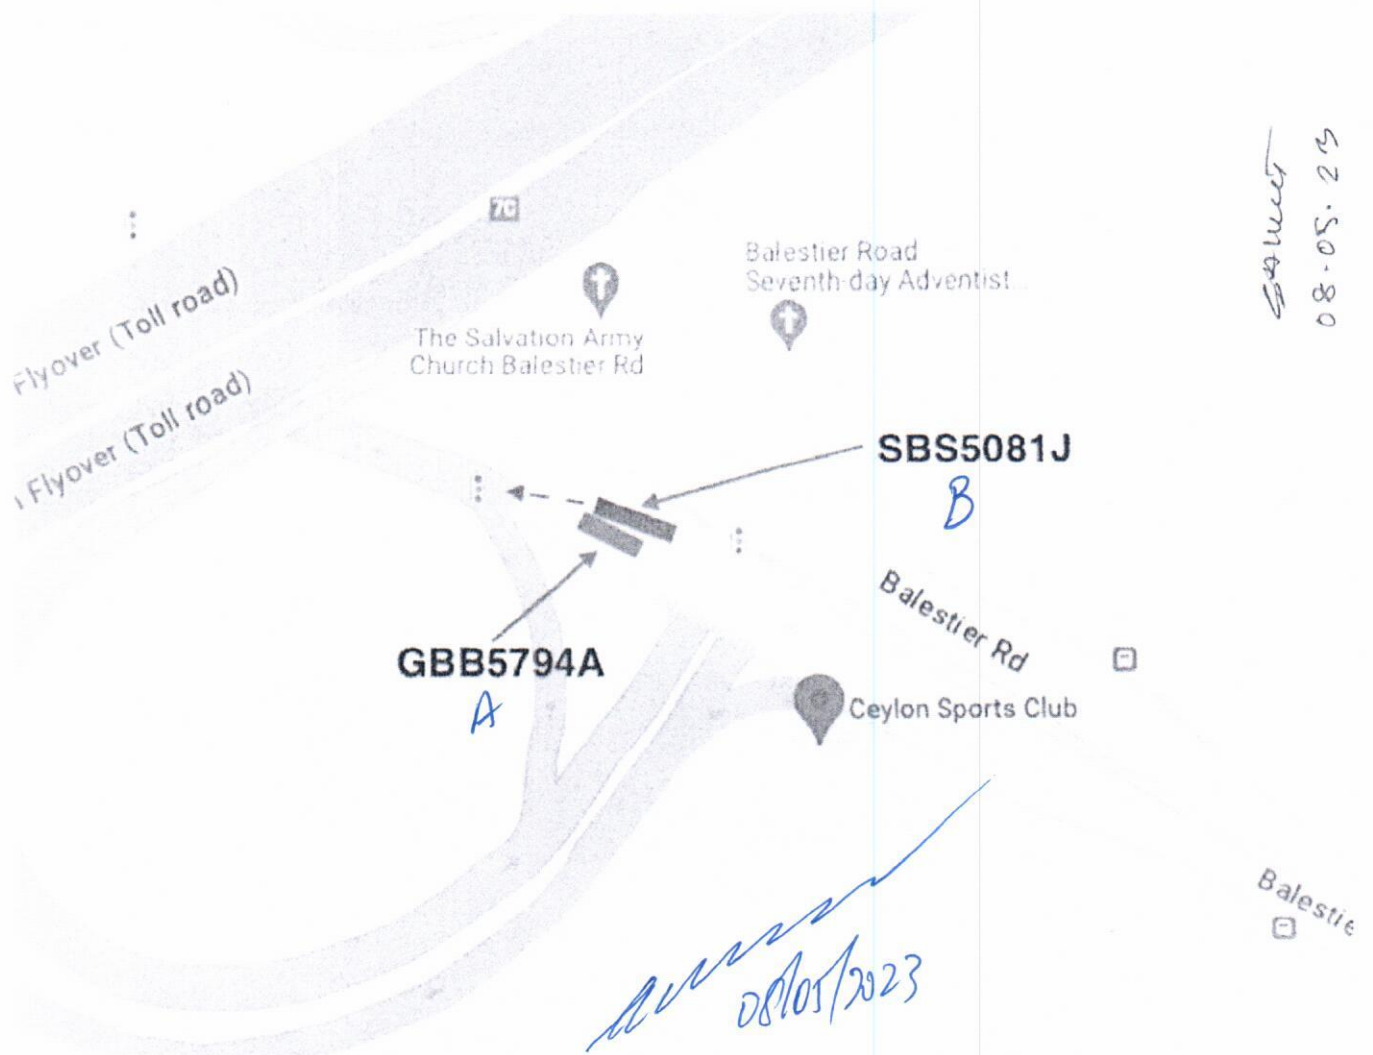 7C
Balestier Road
Seventh-day Adventist...
The Salvation Army
Church Balestier Rd
Flyover (Toll road)
Flyover (Toll road)
SBS5081J
B
GBB5794A
A
Balestier Rd
Ceylon Sports Club
Balestie
08/05/2023
08.05.23